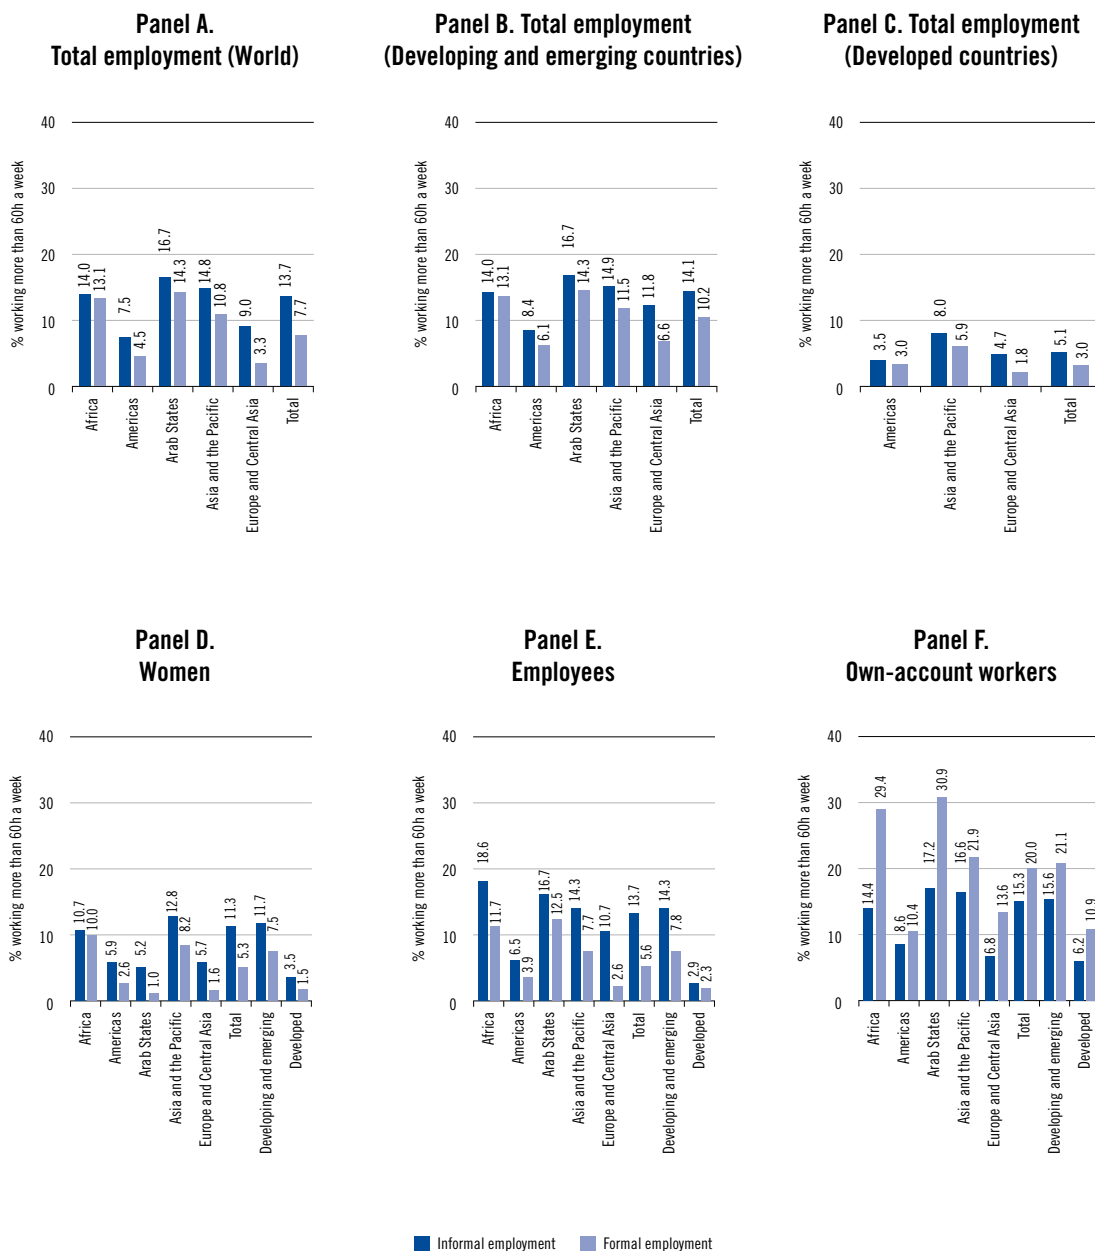 Panel A.
Total employment (World)
Panel B. Total employment
(Developing and emerging countries)
Panel C. Total employment
(Developed countries)
% working more than 60h a week
40
30
20
10
0
14.0
13.1
7.5
4.5
16.7
14.3
14.8
10.8
9.0
3.3
13.7
7.7
Africa
Americas
Arab States
Asia and the Pacific
Europe and Central Asia
Total
% working more than 60h a week
40
30
20
10
0
14.0
13.1
8.4
6.1
16.7
14.3
14.9
11.5
11.8
6.6
14.1
10.2
Africa
Americas
Arab States
Asia and the Pacific
Europe and Central Asia
Total
% working more than 60h a week
40
30
20
10
0
3.5
3.0
8.0
5.9
4.7
1.8
5.1
3.0
Americas
Asia and the Pacific
Europe and Central Asia
Total
Panel D.
Women
Panel E.
Employees
Panel F.
Own-account workers
% working more than 60h a week
40
30
20
10
0
10.7
10.0
5.9
2.6
5.2
1.0
12.8
8.2
5.7
1.6
11.3
5.3
11.7
7.5
3.5
1.5
Africa
Americas
Arab States
Asia and the Pacific
Europe and Central Asia
Total
Developing and emerging
Developed
% working more than 60h a week
40
30
20
10
0
18.6
11.7
6.5
3.9
16.7
12.5
14.3
7.7
10.7
2.6
13.7
5.6
14.3
7.8
2.9
2.3
Africa
Americas
Arab States
Asia and the Pacific
Europe and Central Asia
Total
Developing and emerging
Developed
% working more than 60h a week
40
30
20
10
0
14.4
29.4
8.6
10.4
17.2
30.9
16.6
21.9
6.8
13.6
15.3
20.0
15.6
21.1
6.2
10.9
Africa
Americas
Arab States
Asia and the Pacific
Europe and Central Asia
Total
Developing and emerging
Developed
Informal employment
Formal employment